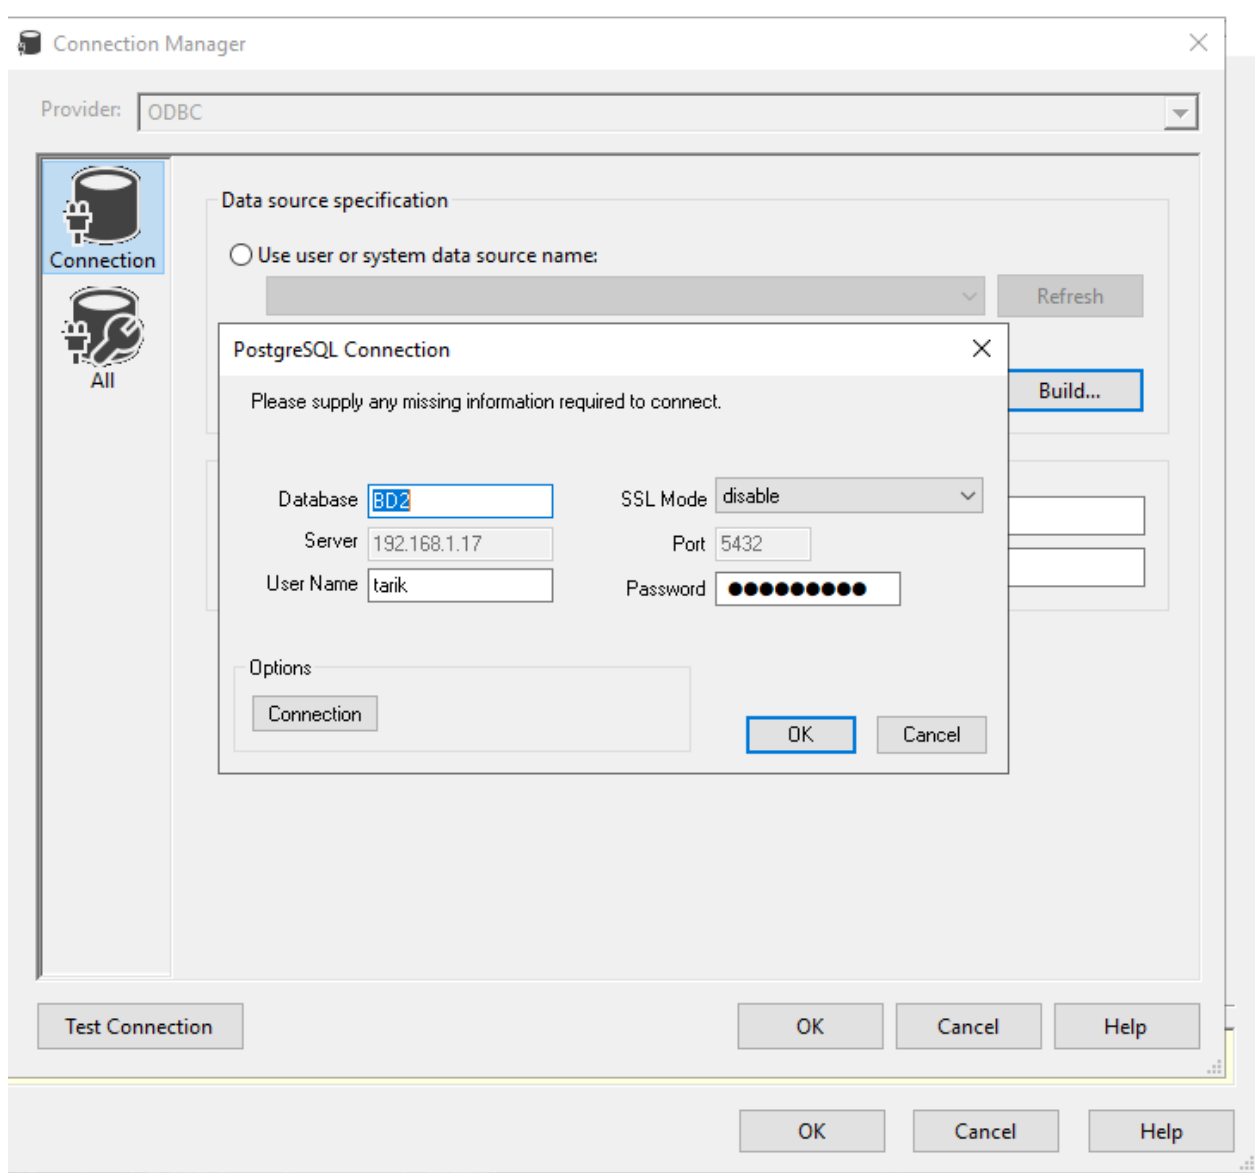 Connection Manager
Provider: ODBC
Connection
All
Data source specification
Use user or system data source name:
Refresh
Build...
PostgreSQL Connection
Please supply any missing information required to connect.
Database BD2 SSL Mode disable
Server 192.168.1.17 Port 5432
User Name tarik Password ●●●●●●●●●
Options
Connection
OK Cancel
Test Connection OK Cancel Help
OK Cancel Help